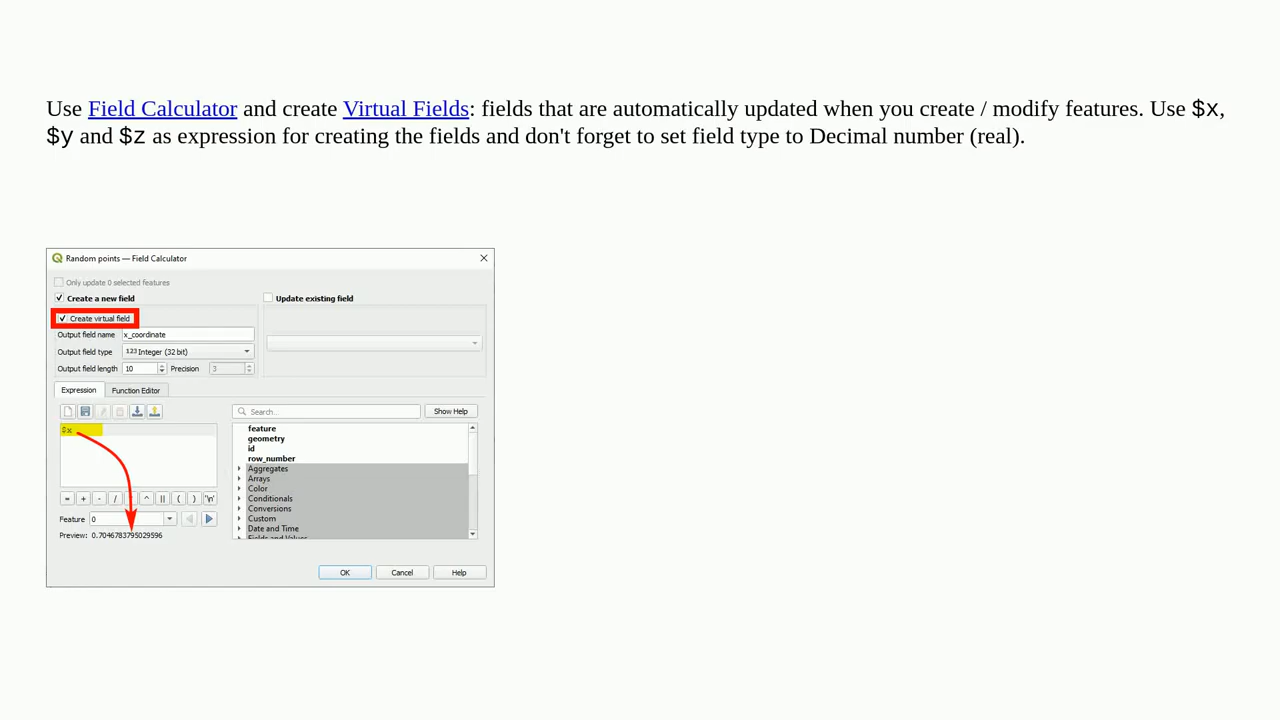 Use Field Calculator and create Virtual Fields: fields that are automatically updated when you create / modify features. Use $x,
$y and $z as expression for creating the fields and don't forget to set field type to Decimal number (real).
Random points — Field Calculator
Only update 0 selected features
Create a new field
Update existing field
Create virtual field
Output field name x_coordinate
Output field type 123 Integer (32 bit)
Output field length 10 Precision 3
Expression Function Editor
Search... Show Help
$x
feature
geometry
id
row_number
Aggregates
Arrays
Color
Conditionals
Conversions
Custom
Date and Time
Fields and Values
= + - / ^ || ( ) '\n'
Feature 0
Preview: 0.7046783795029596
OK Cancel Help